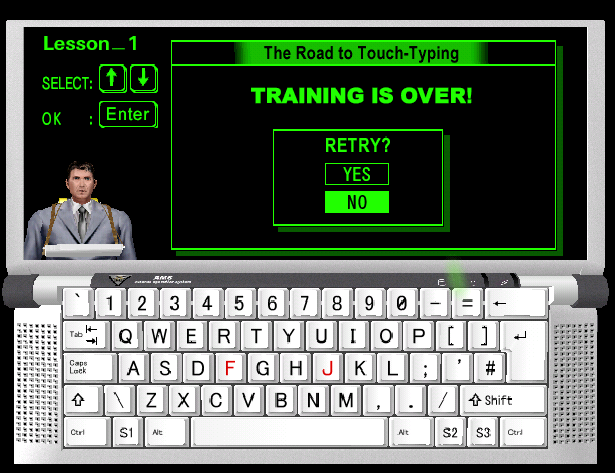 Lesson_1
The Road to Touch-Typing
SELECT:
OK : Enter
TRAINING IS OVER!
RETRY?
YES
NO
AMS
` 1 2 3 4 5 6 7 8 9 0 - =
Tab Q W E R T Y U I O P [ ]
Caps Lock A S D F G H J K L ; ' #
\ Z X C V B N M , . / Shift
Ctrl S1 Alt Alt S2 S3 Ctrl